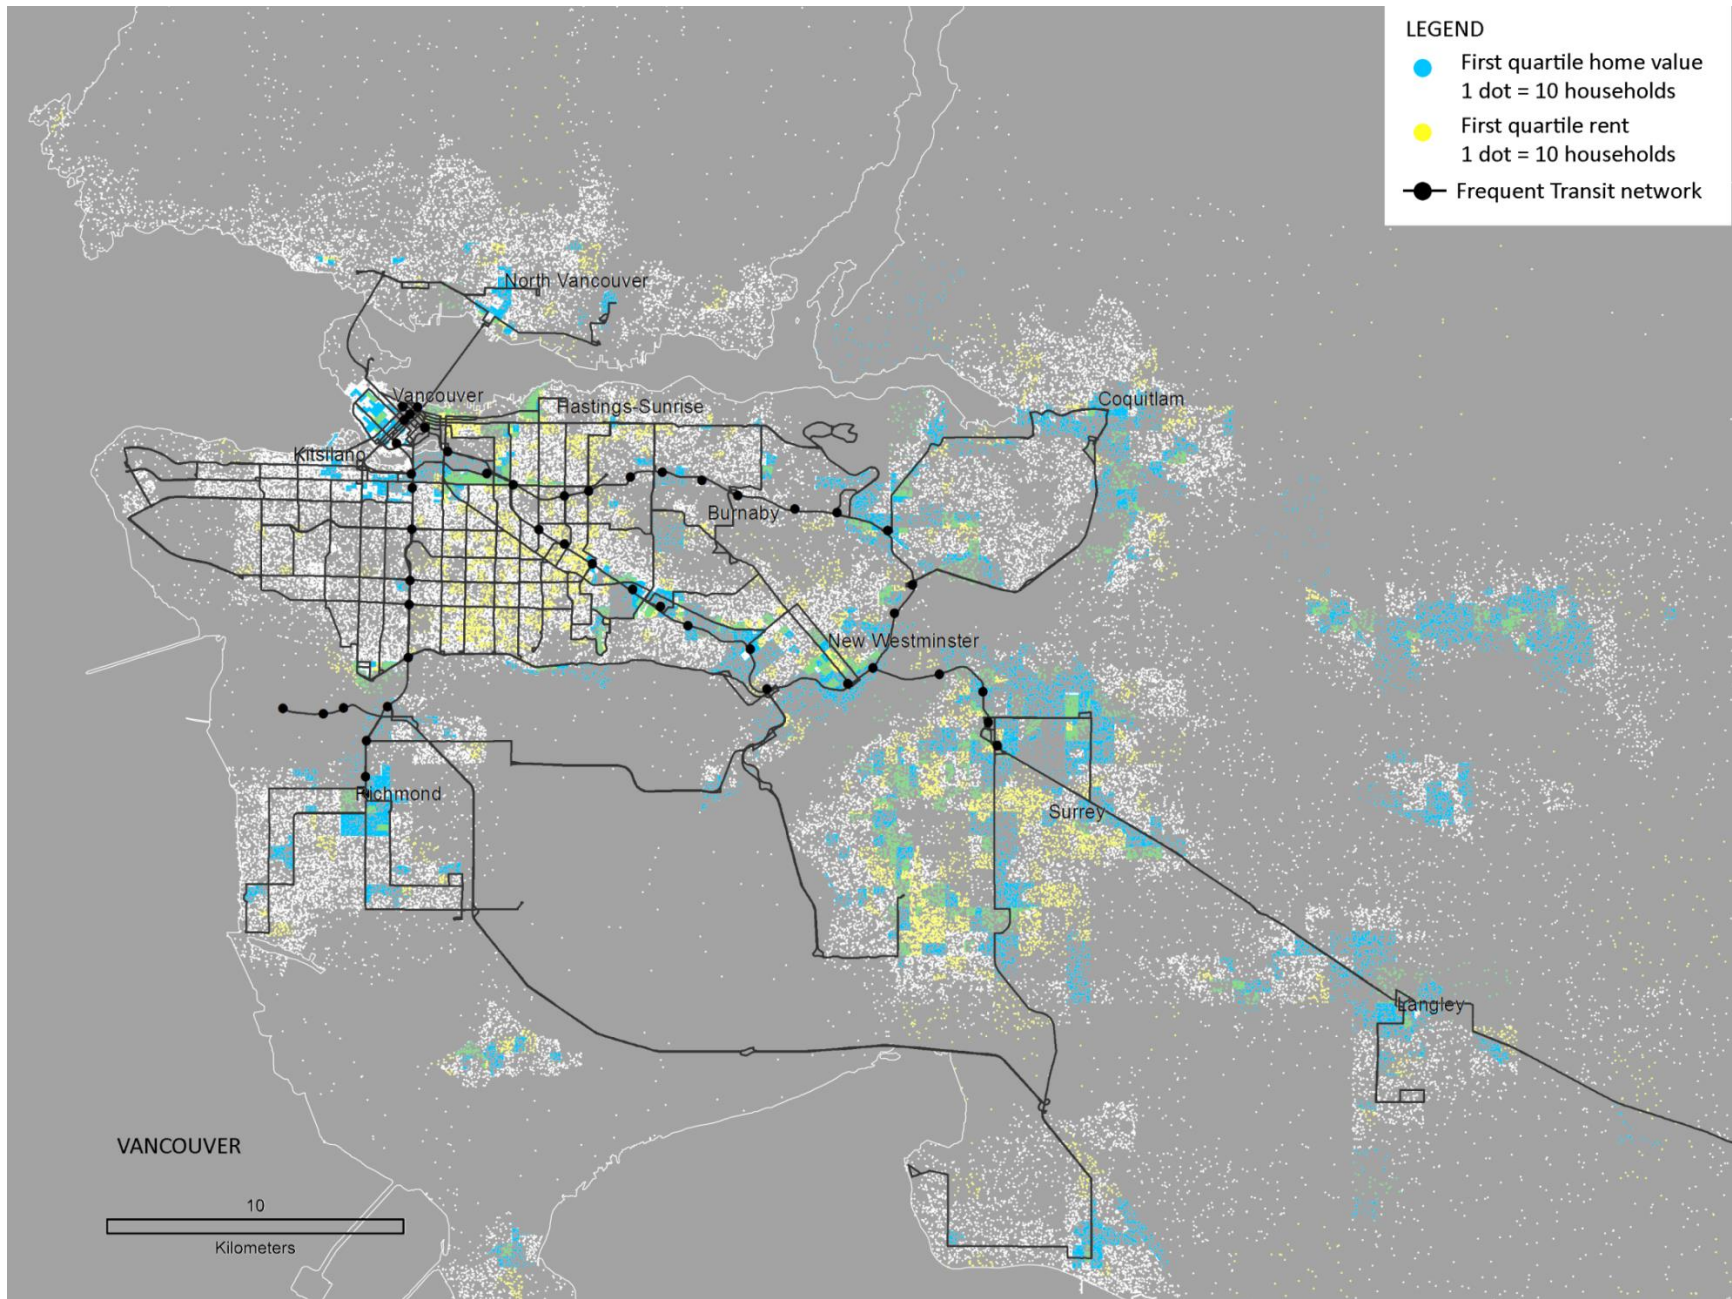 LEGEND
First quartile home value
1 dot = 10 households
First quartile rent
1 dot = 10 households
Frequent Transit network
North Vancouver
Vancouver
Hastings-Sunrise
Coquitlam
Kitsilano
Burnaby
New Westminster
Richmond
Surrey
Langley
VANCOUVER
10
Kilometers